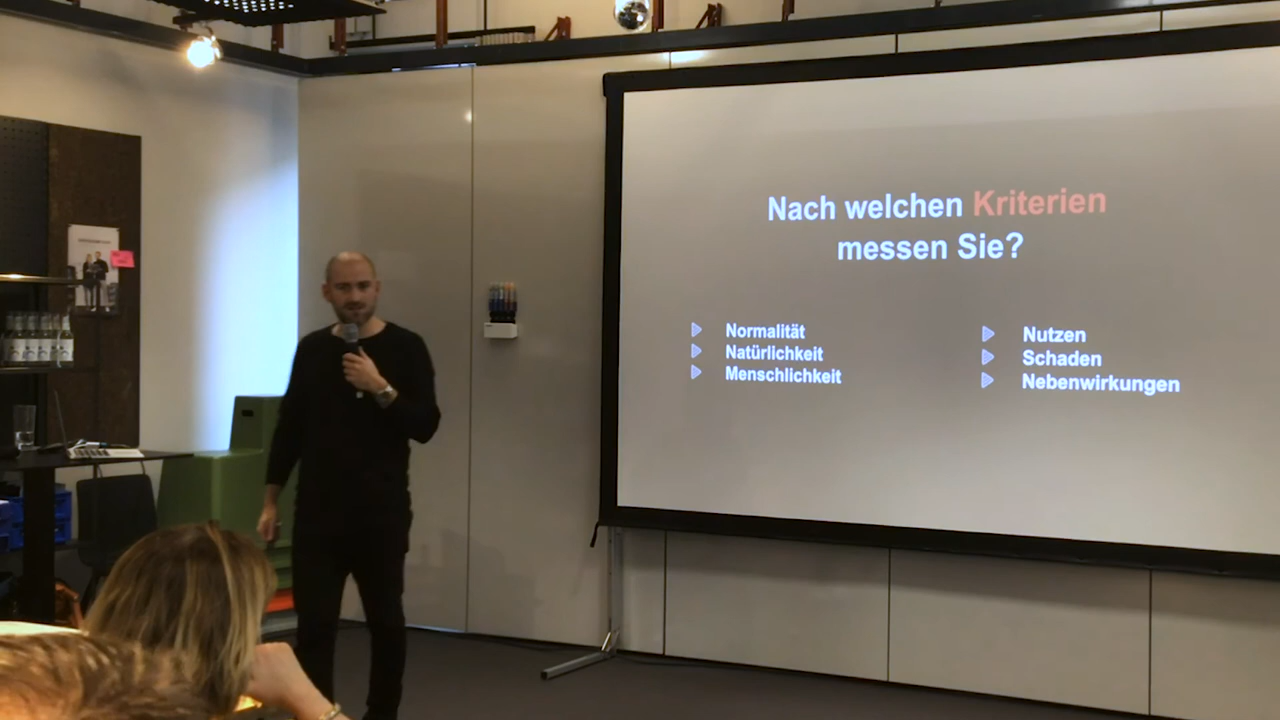 Nach welchen Kriterien
messen Sie?
Normalität
Natürlichkeit
Menschlichkeit
Nutzen
Schaden
Nebenwirkungen